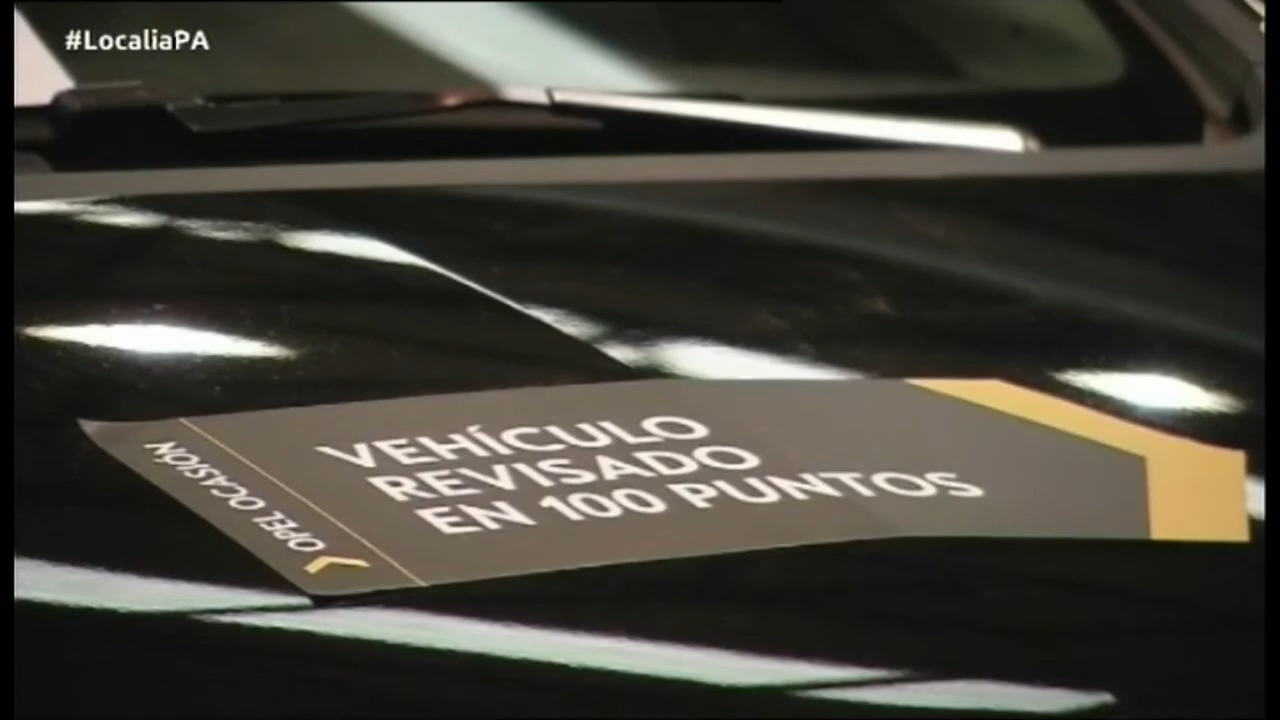 #LocaliaPA
VEHÍCULO
REVISADO
EN 100 PUNTOS
OPEL OCASIÓN